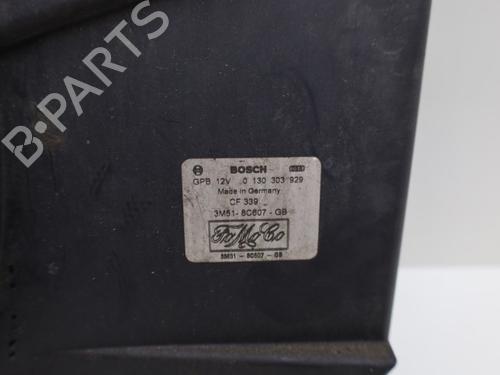 B-PARTS
BOSCH
GPB 12V 0 130 303 929
Made in Germany
CF 339
3M51-8C607-GB
FoMoCo
3M51-8C607-GB